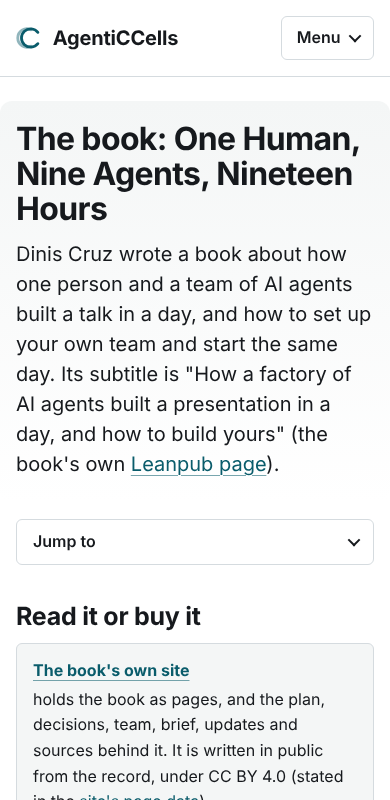 AgentiCCells
Menu
The book: One Human,
Nine Agents, Nineteen
Hours
Dinis Cruz wrote a book about how
one person and a team of AI agents
built a talk in a day, and how to set up
your own team and start the same
day. Its subtitle is "How a factory of
AI agents built a presentation in a
day, and how to build yours" (the
book's own Leanpub page).
Jump to
Read it or buy it
The book's own site
holds the book as pages, and the plan,
decisions, team, brief, updates and
sources behind it. It is written in public
from the record, under CC BY 4.0 (stated
in the site's page data)